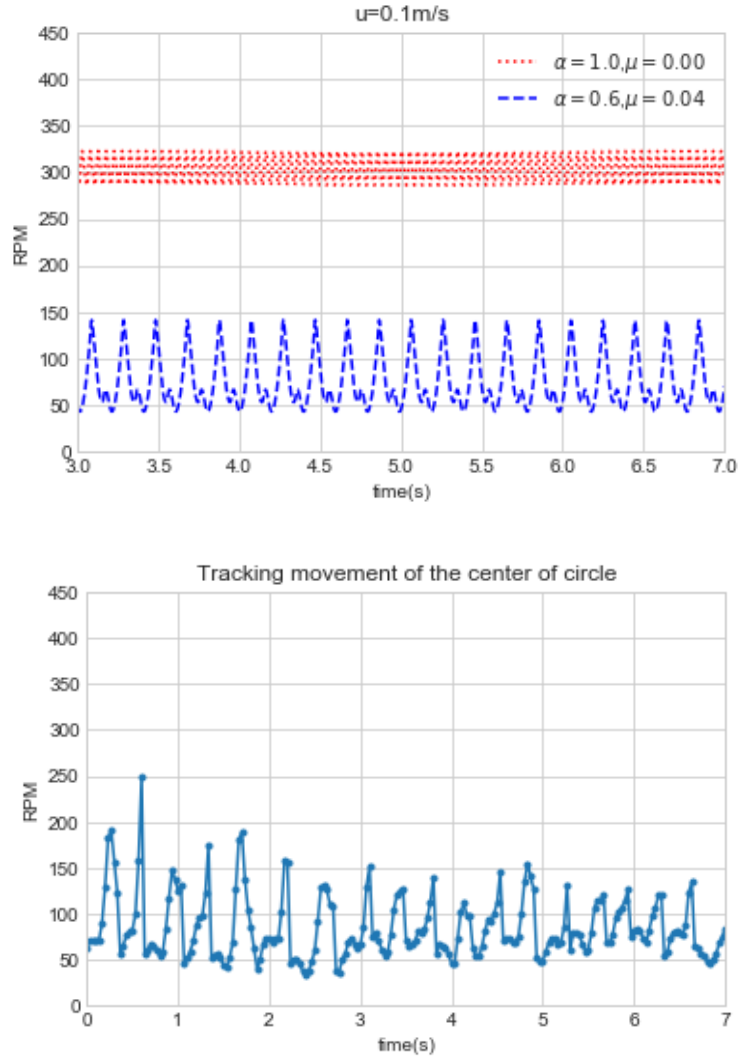 u=0.1m/s
450
400
350
300
250
200
150
100
50
0
RPM
α = 1.0,μ = 0.00
α = 0.6,μ = 0.04
3.0 3.5 4.0 4.5 5.0 5.5 6.0 6.5 7.0
time(s)
Tracking movement of the center of circle
450
400
350
300
250
200
150
100
50
0
RPM
0 1 2 3 4 5 6 7
time(s)